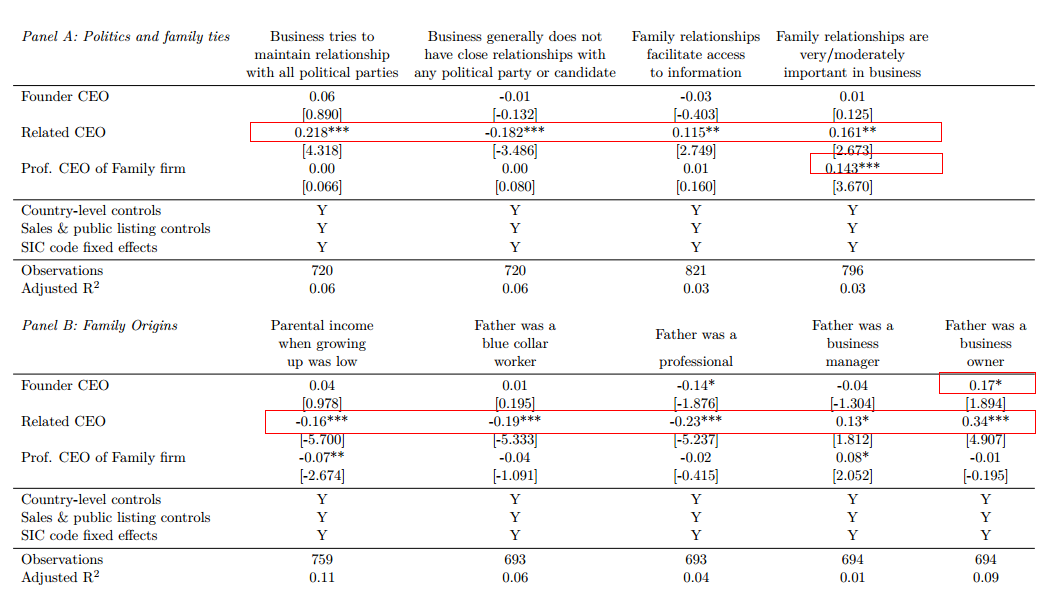 Panel A: Politics and family ties Business tries to Business generally does not Family relationships Family relationships are
maintain relationship have close relationships with facilitate access very/moderately
with all political parties any political party or candidate to information important in business
Founder CEO 0.06 -0.01 -0.03 0.01
[0.890] [-0.132] [-0.403] [0.125]
Related CEO 0.218*** -0.182*** 0.115** 0.161**
[4.318] [-3.486] [2.749] [2.673]
Prof. CEO of Family firm 0.00 0.00 0.01 0.143***
[0.066] [0.080] [0.160] [3.670]
Country-level controls Y Y Y Y
Sales & public listing controls Y Y Y Y
SIC code fixed effects Y Y Y Y
Observations 720 720 821 796
Adjusted R² 0.06 0.06 0.03 0.03
Panel B: Family Origins Parental income Father was a Father was a Father was a Father was a
when growing blue collar business business
up was low worker professional manager owner
Founder CEO 0.04 0.01 -0.14* -0.04 0.17*
[0.978] [0.195] [-1.876] [-1.304] [1.894]
Related CEO -0.16*** -0.19*** -0.23*** 0.13* 0.34***
[-5.700] [-5.333] [-5.237] [1.812] [4.907]
Prof. CEO of Family firm -0.07** -0.04 -0.02 0.08* -0.01
[-2.674] [-1.091] [-0.415] [2.052] [-0.195]
Country-level controls Y Y Y Y Y
Sales & public listing controls Y Y Y Y Y
SIC code fixed effects Y Y Y Y Y
Observations 759 693 693 694 694
Adjusted R² 0.11 0.06 0.04 0.01 0.09